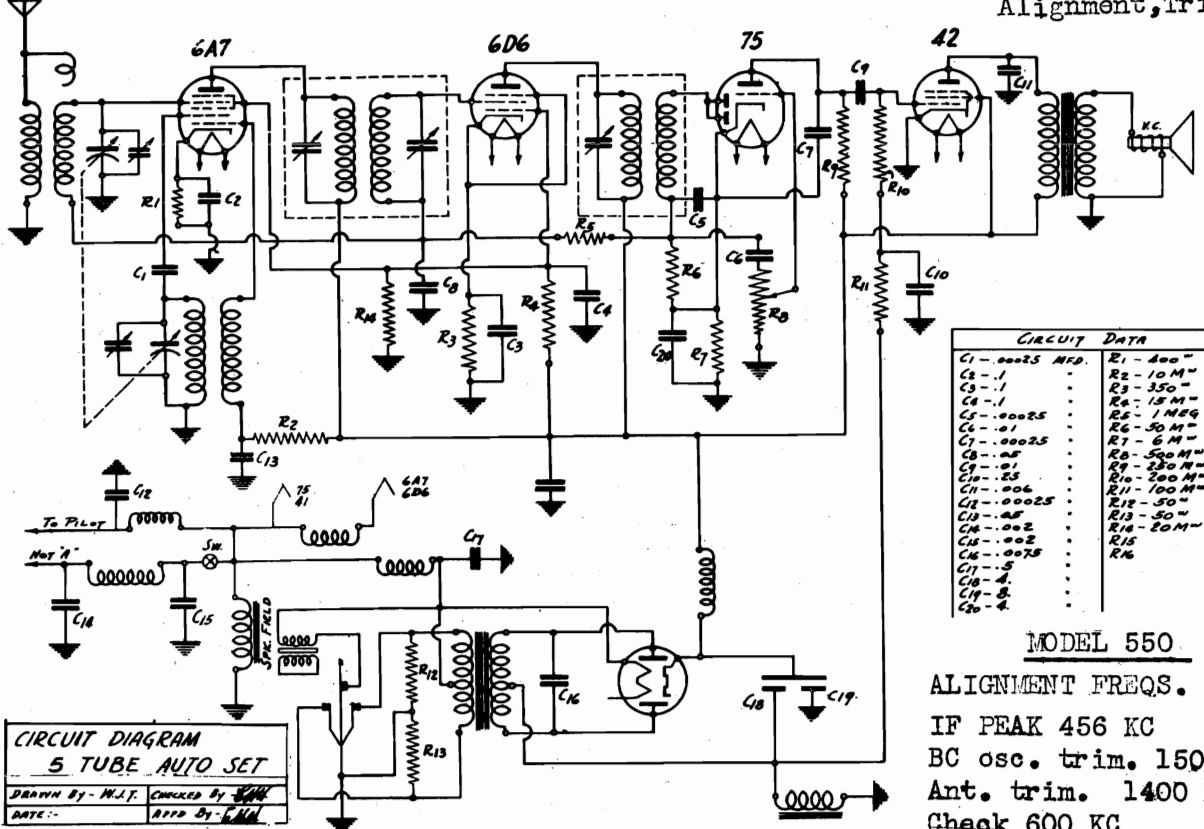 Alignment, Tri
6A7
6D6
75
42
C9
C11
V.C.
R1
C2
C7
R9
R10
C5
R5
C1
C8
R14
R3
C3
R4
C4
R6
C6
R8
C20
R7
R11
C10
R2
C13
C12
75
41
6A7
6D6
To PILOT
HOT "A"
SW.
C17
C14
C15
SPK. FIELD
R12
R13
C16
C18
C19
CIRCUIT DATA
C1 - .00025 MFD. R1 - 400 ~
C2 - .1 " R2 - 10 M ~
C3 - .1 " R3 - 350 ~
C4 - .1 " R4 - 15 M ~
C5 - .00025 " R5 - 1 MEG
C6 - .01 " R6 - 50 M ~
C7 - .00025 " R7 - 6 M ~
C8 - .05 " R8 - 500 M ~
C9 - .01 " R9 - 250 M ~
C10 - .25 " R10 - 200 M ~
C11 - .006 " R11 - 100 M ~
C12 - .00025 " R12 - 50 ~
C13 - .05 " R13 - 50 ~
C14 - .002 " R14 - 20 M ~
C15 - .002 " R15
C16 - .0075 " R16
C17 - .5 "
C18 - 4. "
C19 - 8. "
C20 - 4. "
MODEL 550
ALIGNMENT FREQS.
IF PEAK 456 KC
BC osc. trim. 150
Ant. trim. 1400
Check 600 KC
CIRCUIT DIAGRAM
5 TUBE AUTO SET
DRAWN BY - W.J.T. CHECKED BY -
DATE :- APPD BY -